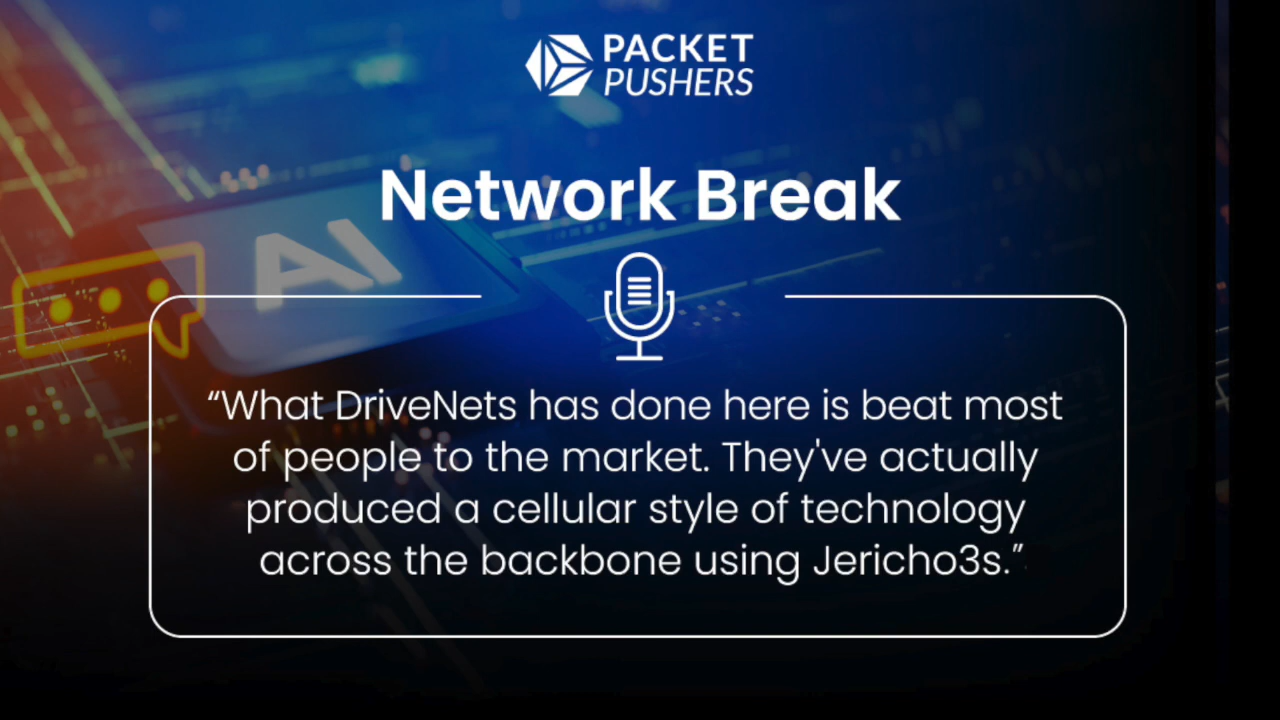 PACKET
PUSHERS
Network Break
AI
“What DriveNets has done here is beat most
of people to the market. They've actually
produced a cellular style of technology
across the backbone using Jericho3s.”